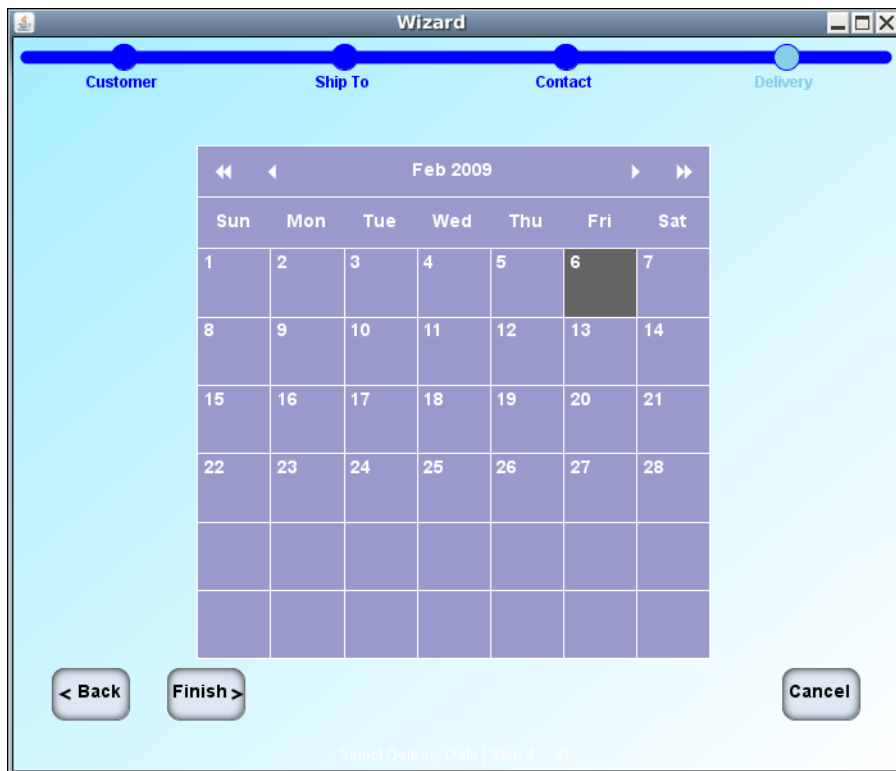 Wizard
Customer Ship To Contact Delivery
Feb 2009
Sun Mon Tue Wed Thu Fri Sat
1 2 3 4 5 6 7
8 9 10 11 12 13 14
15 16 17 18 19 20 21
22 23 24 25 26 27 28
< Back Finish > Cancel
Select Delivery Date [ Step 4 of 4]